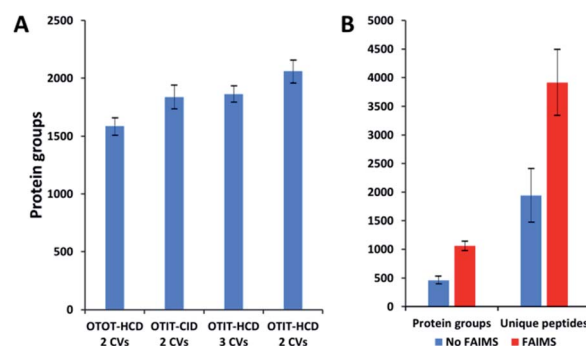 A
Protein groups
2500
2000
1500
1000
500
0
OTOT-HCD OTIT-CID OTIT-HCD OTIT-HCD
2 CVs 2 CVs 3 CVs 2 CVs
B
5000
4500
4000
3500
3000
2500
2000
1500
1000
500
0
Protein groups Unique peptides
No FAIMS FAIMS